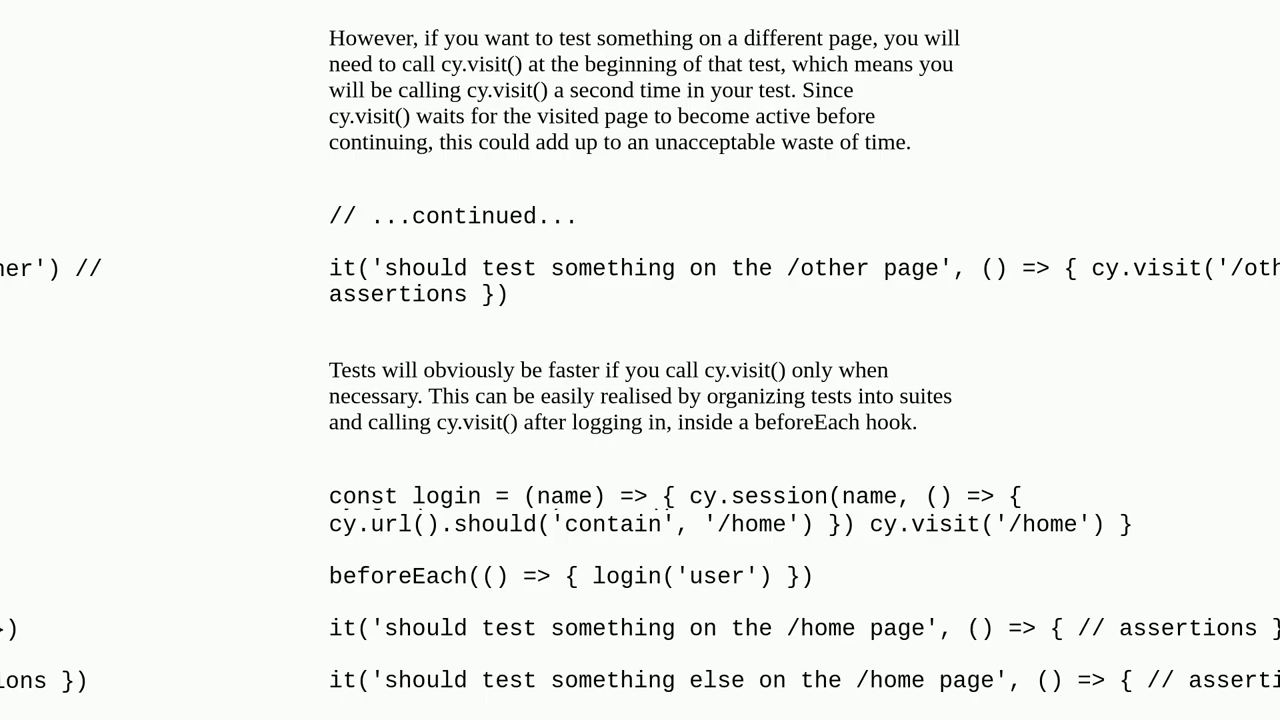 However, if you want to test something on a different page, you will
need to call cy.visit() at the beginning of that test, which means you
will be calling cy.visit() a second time in your test. Since
cy.visit() waits for the visited page to become active before
continuing, this could add up to an unacceptable waste of time.
// ...continued...
ner') //
it('should test something on the /other page', () => { cy.visit('/oth
assertions })
Tests will obviously be faster if you call cy.visit() only when
necessary. This can be easily realised by organizing tests into suites
and calling cy.visit() after logging in, inside a beforeEach hook.
const login = (name) => { cy.session(name, () => {
cy.url().should('contain', '/home') }) cy.visit('/home') }
beforeEach(() => { login('user') })
>)
it('should test something on the /home page', () => { // assertions }
ions })
it('should test something else on the /home page', () => { // asserti